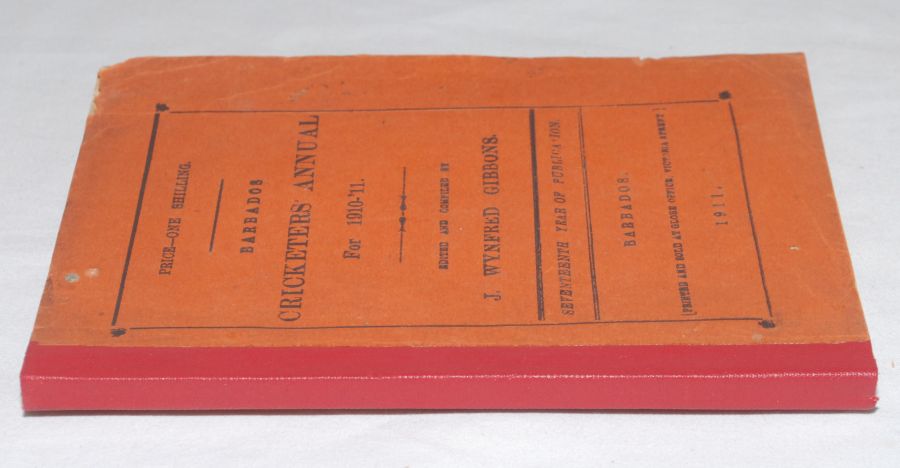 PRICE—ONE SHILLING.
BARBADOS
CRICKETERS' ANNUAL
For 1910-'11.
EDITED AND COMPILED BY
J. WYNFRED GIBBONS.
SEVENTEENTH YEAR OF PUBLICATION.
BARBADOS.
[PRINTED AND SOLD AT GLOBE OFFICE, VICTORIA STREET]
1911.